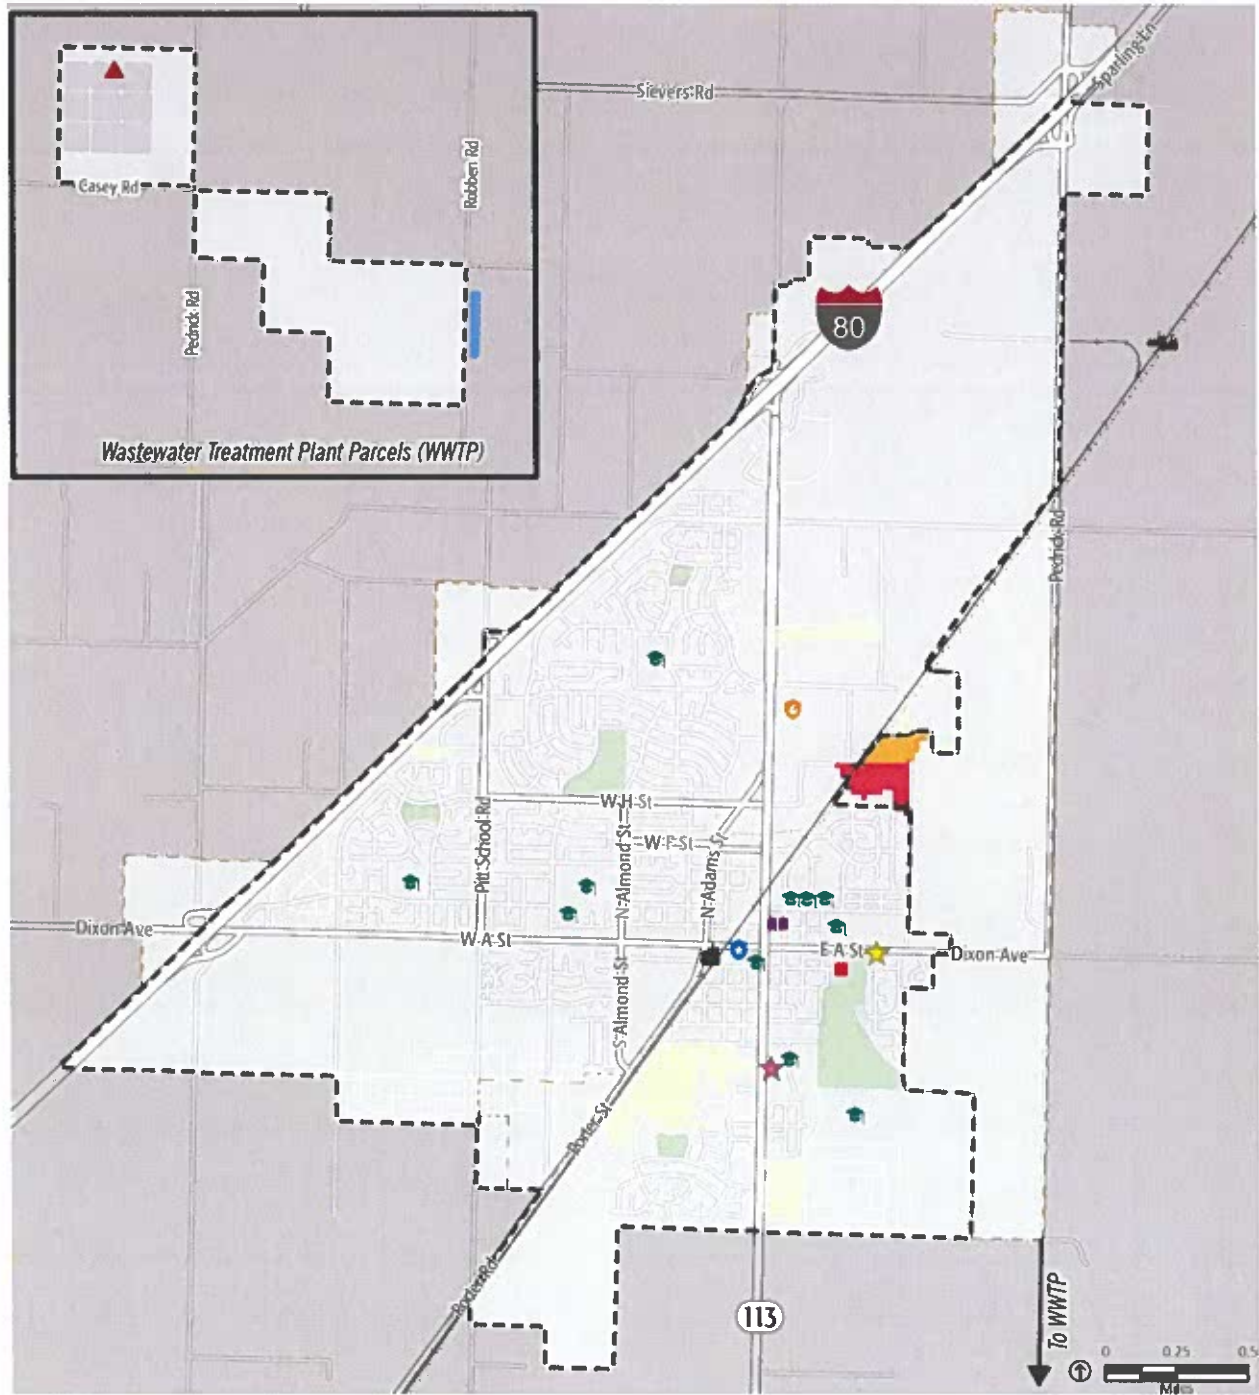 Sparling Ln
Sievers Rd
Robben Rd
Casey Rd
Pedrick Rd
80
Wastewater Treatment Plant Parcels (WWTP)
Pedrick Rd
W H St
Pitt School Rd
N Almond St
W F St
N Adams St
Dixon Ave
W A St
E A St
Dixon Ave
S Almond St
Porter St
Porter Rd
113
To WWTP
0 0.25 0.5
Miles